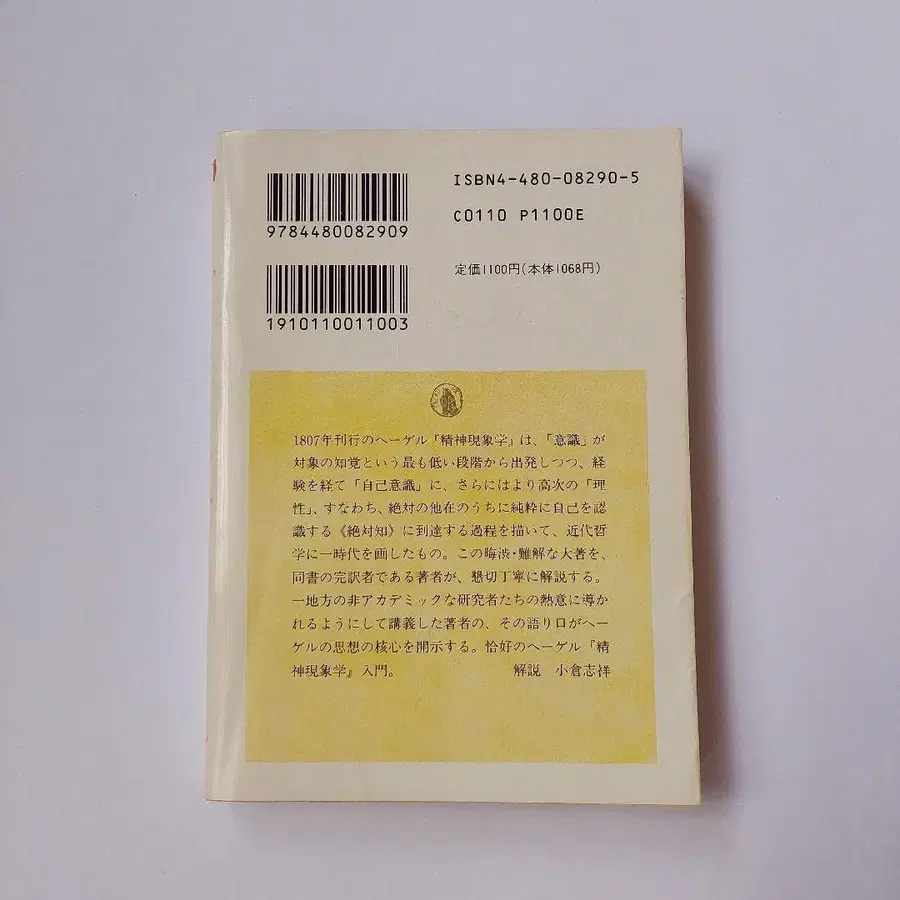 ISBN4-480-08290-5
C0110 P1100E
9784480082909
定価1100円(本体1068円)
1910110011003
1807年刊行のヘーゲル『精神現象学』は、「意識」が
対象の知覚という最も低い段階から出発しつつ、経
験を経て「自己意識」に、さらにはより高次の「理
性」、すなわち、絶対の他在のうちに純粋に自己を認
識する《絶対知》に到達する過程を描いて、近代哲
学に一時代を画したもの。この晦渋・難解な大著を、
同書の完訳者である著者が、懇切丁寧に解説する。
一地方の非アカデミックな研究者たちの熱意に導か
れるようにして講義した著者の、その語り口がヘー
ゲルの思想の核心を開示する。恰好のヘーゲル『精
神現象学』入門。 解説 小倉志祥